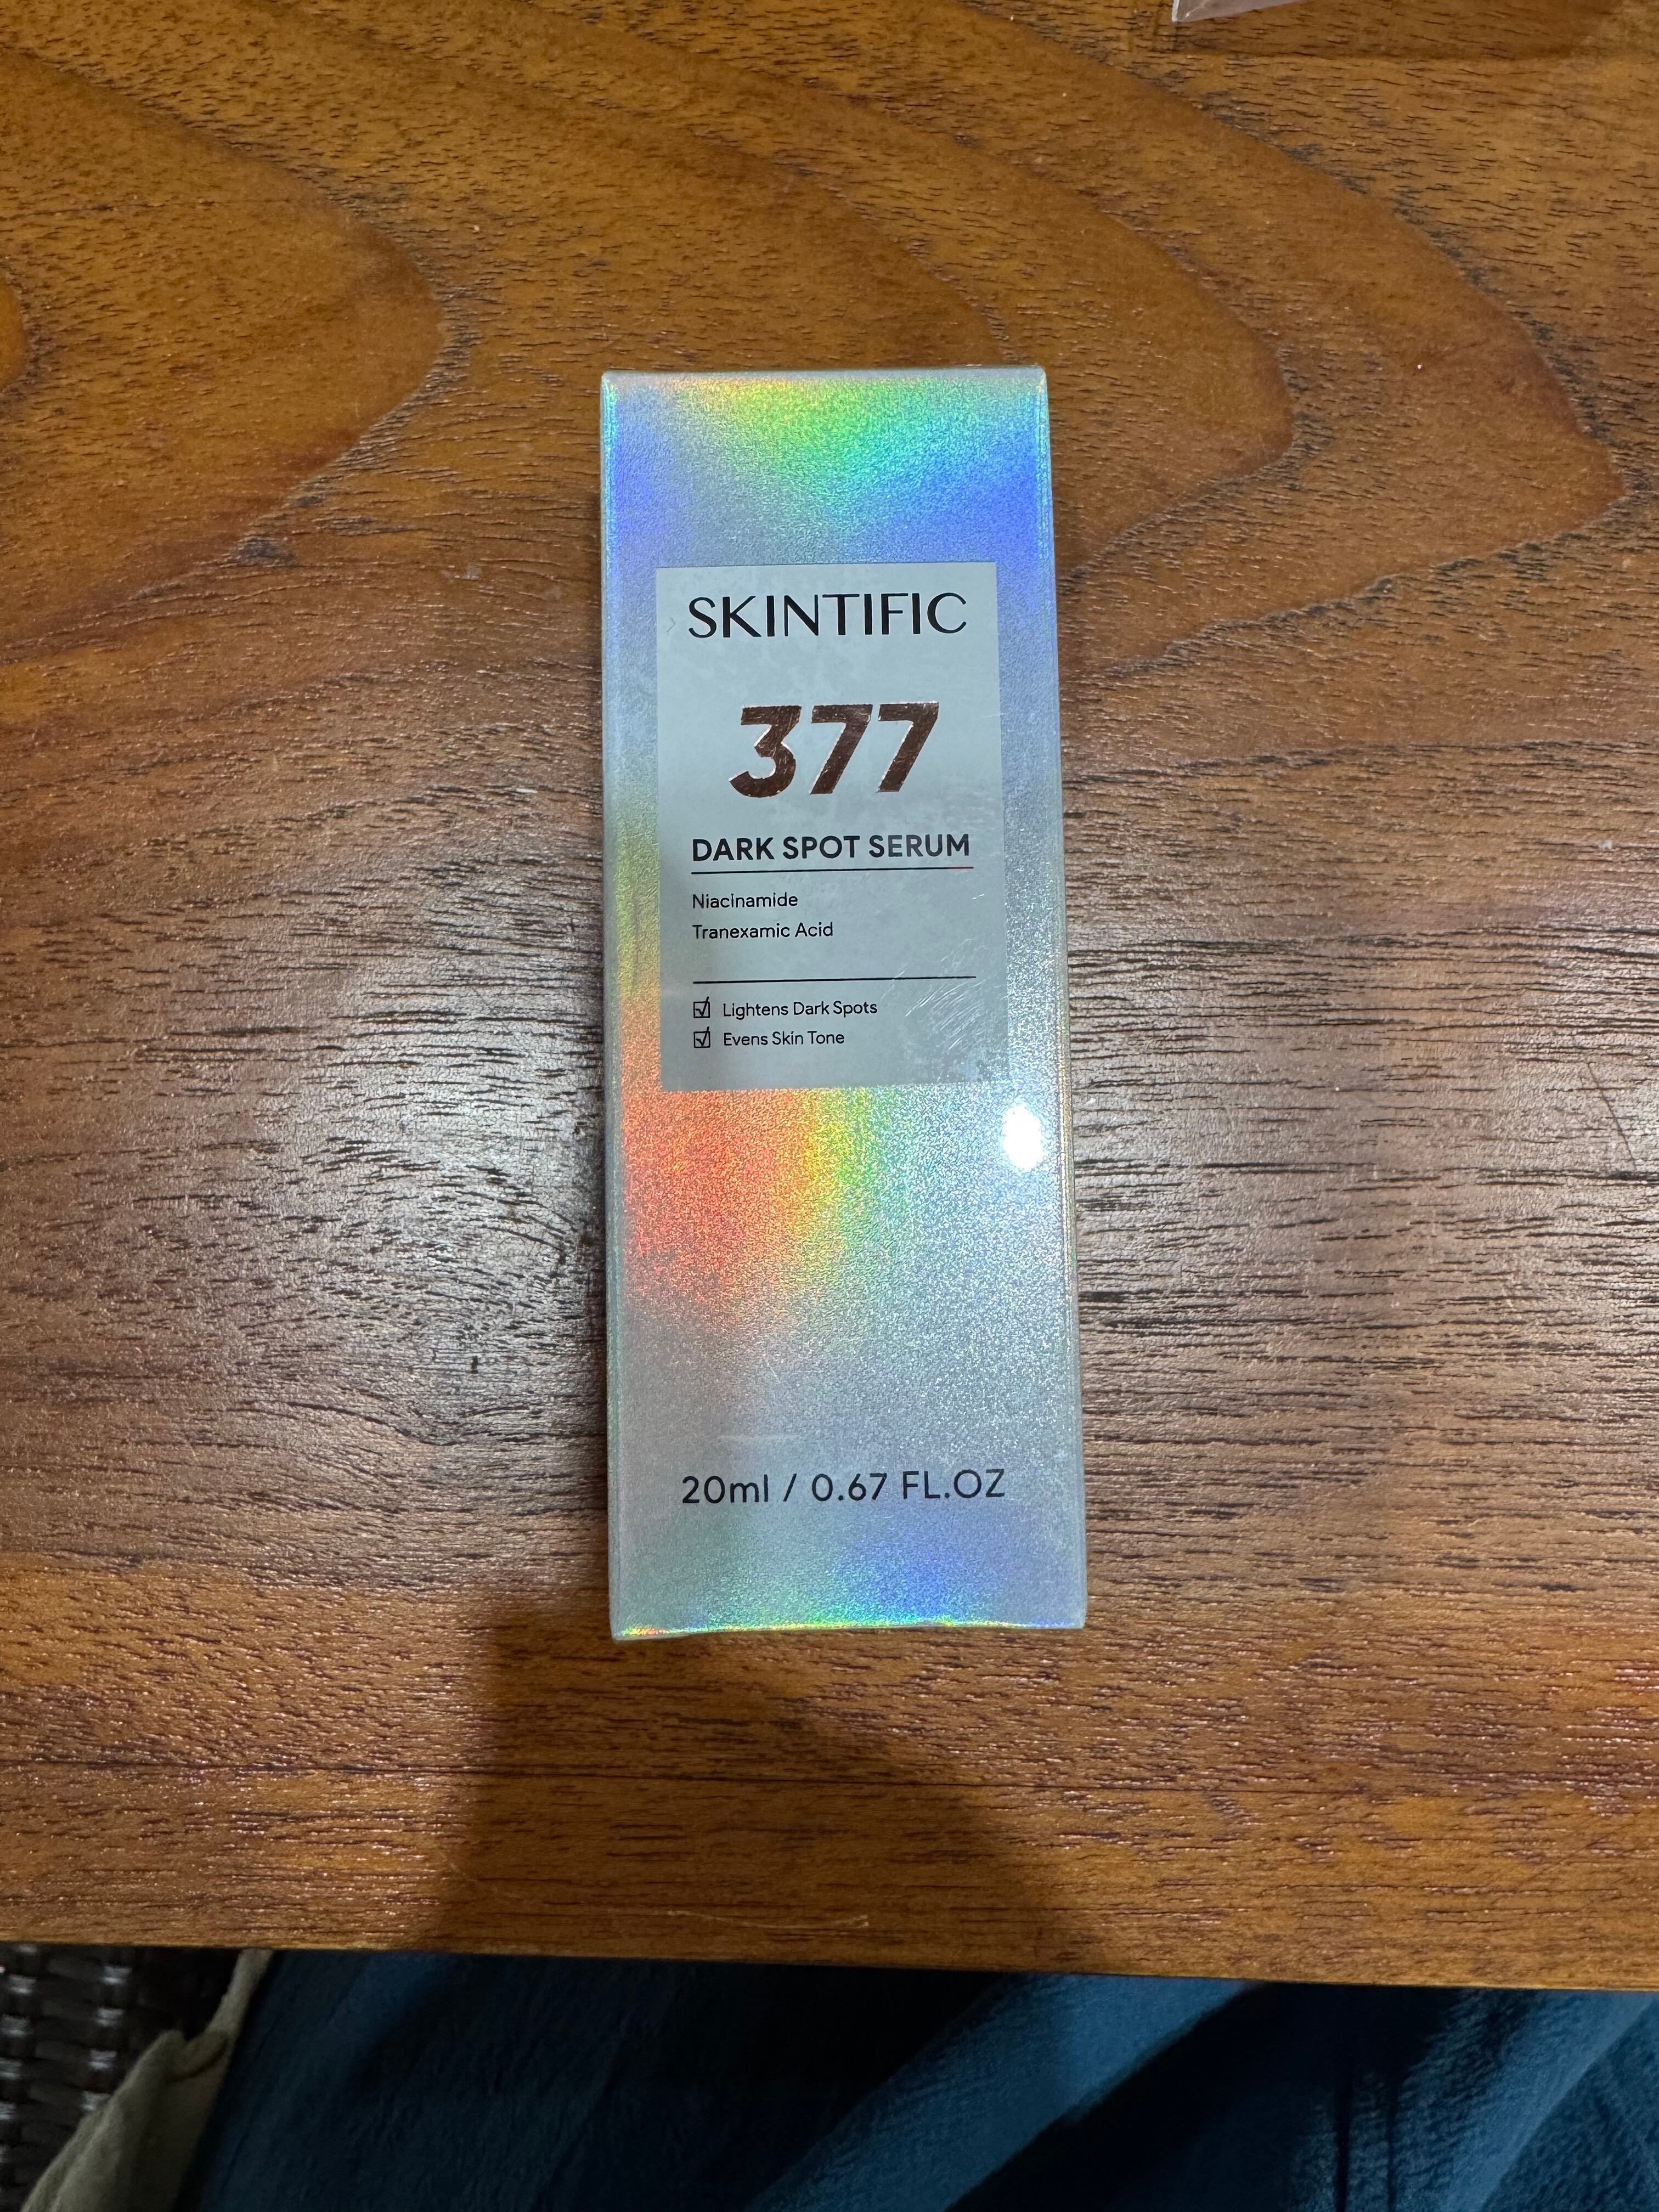 SKINTIFIC
377
DARK SPOT SERUM
Niacinamide
Tranexamic Acid
Lightens Dark Spots
Evens Skin Tone
20ml / 0.67 FL.OZ